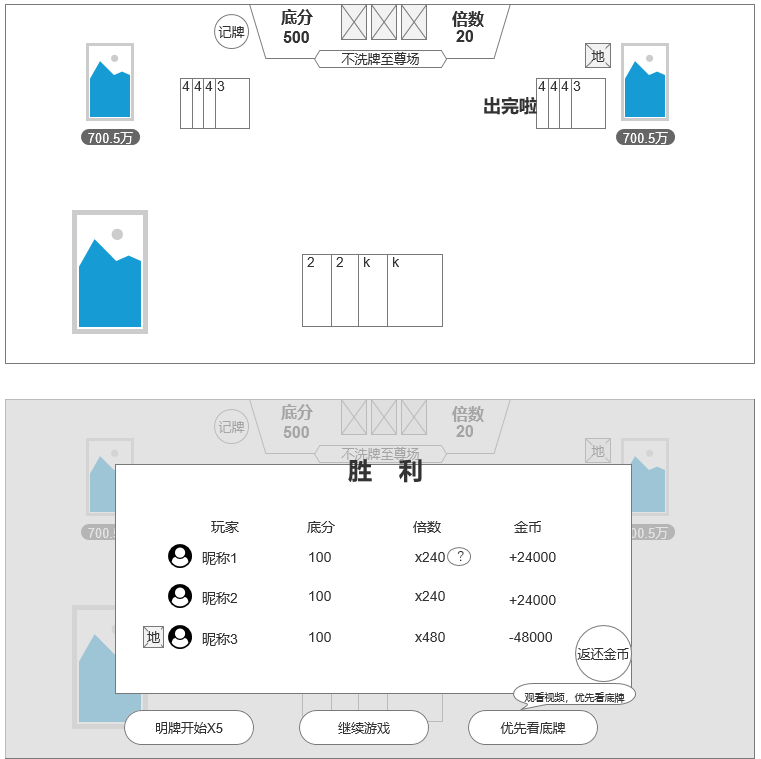 记牌
底分
500
倍数
20
不洗牌至尊场
地
4 4 4 3
出完啦
4 4 4 3
700.5万
700.5万
2 2 k k
记牌
底分
500
倍数
20
不洗牌至尊场
地
胜 利
700.
0.5万
玩家 底分 倍数 金币
昵称1 100 x240 ? +24000
昵称2 100 x240 +24000
地 昵称3 100 x480 -48000
返还金币
观看视频，优先看底牌
明牌开始X5
继续游戏
优先看底牌